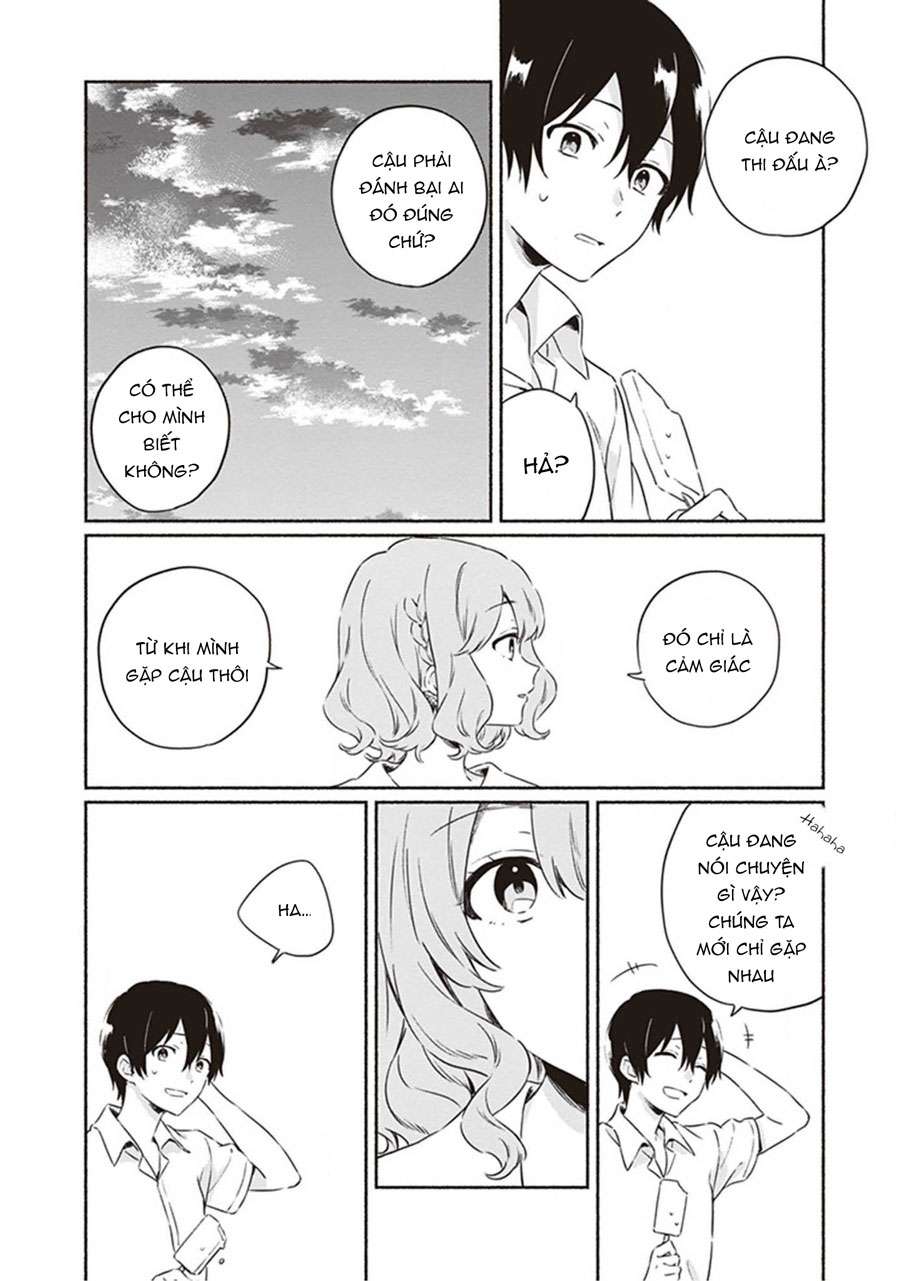 CẬU ĐANG
THI ĐẤU À?
HẢ?
CẬU PHẢI
ĐÁNH BẠI AI
ĐÓ ĐÚNG
CHỨ?
CÓ THỂ
CHO MÌNH
BIẾT
KHÔNG?
ĐÓ CHỈ LÀ
CẢM GIÁC
TỪ KHI MÌNH
GẶP CẬU THÔI
Hahaha
CẬU ĐANG
NÓI CHUYỆN
GÌ VẬY?
CHÚNG TA
MỚI CHỈ GẶP
NHAU
HA...